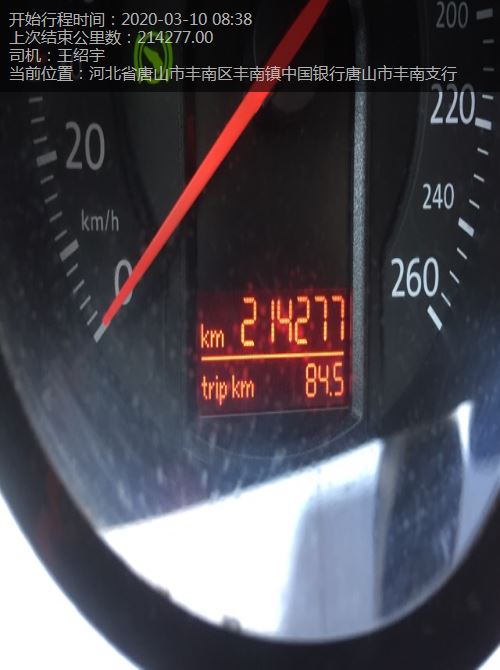 开始行程时间：2020-03-10 08:38
上次结束公里数：214277.00
司机：王绍宇
当前位置：河北省唐山市丰南区丰南镇中国银行唐山市丰南支行
200
220
240
260
20
km/h
0
km 214277
trip km 84.5